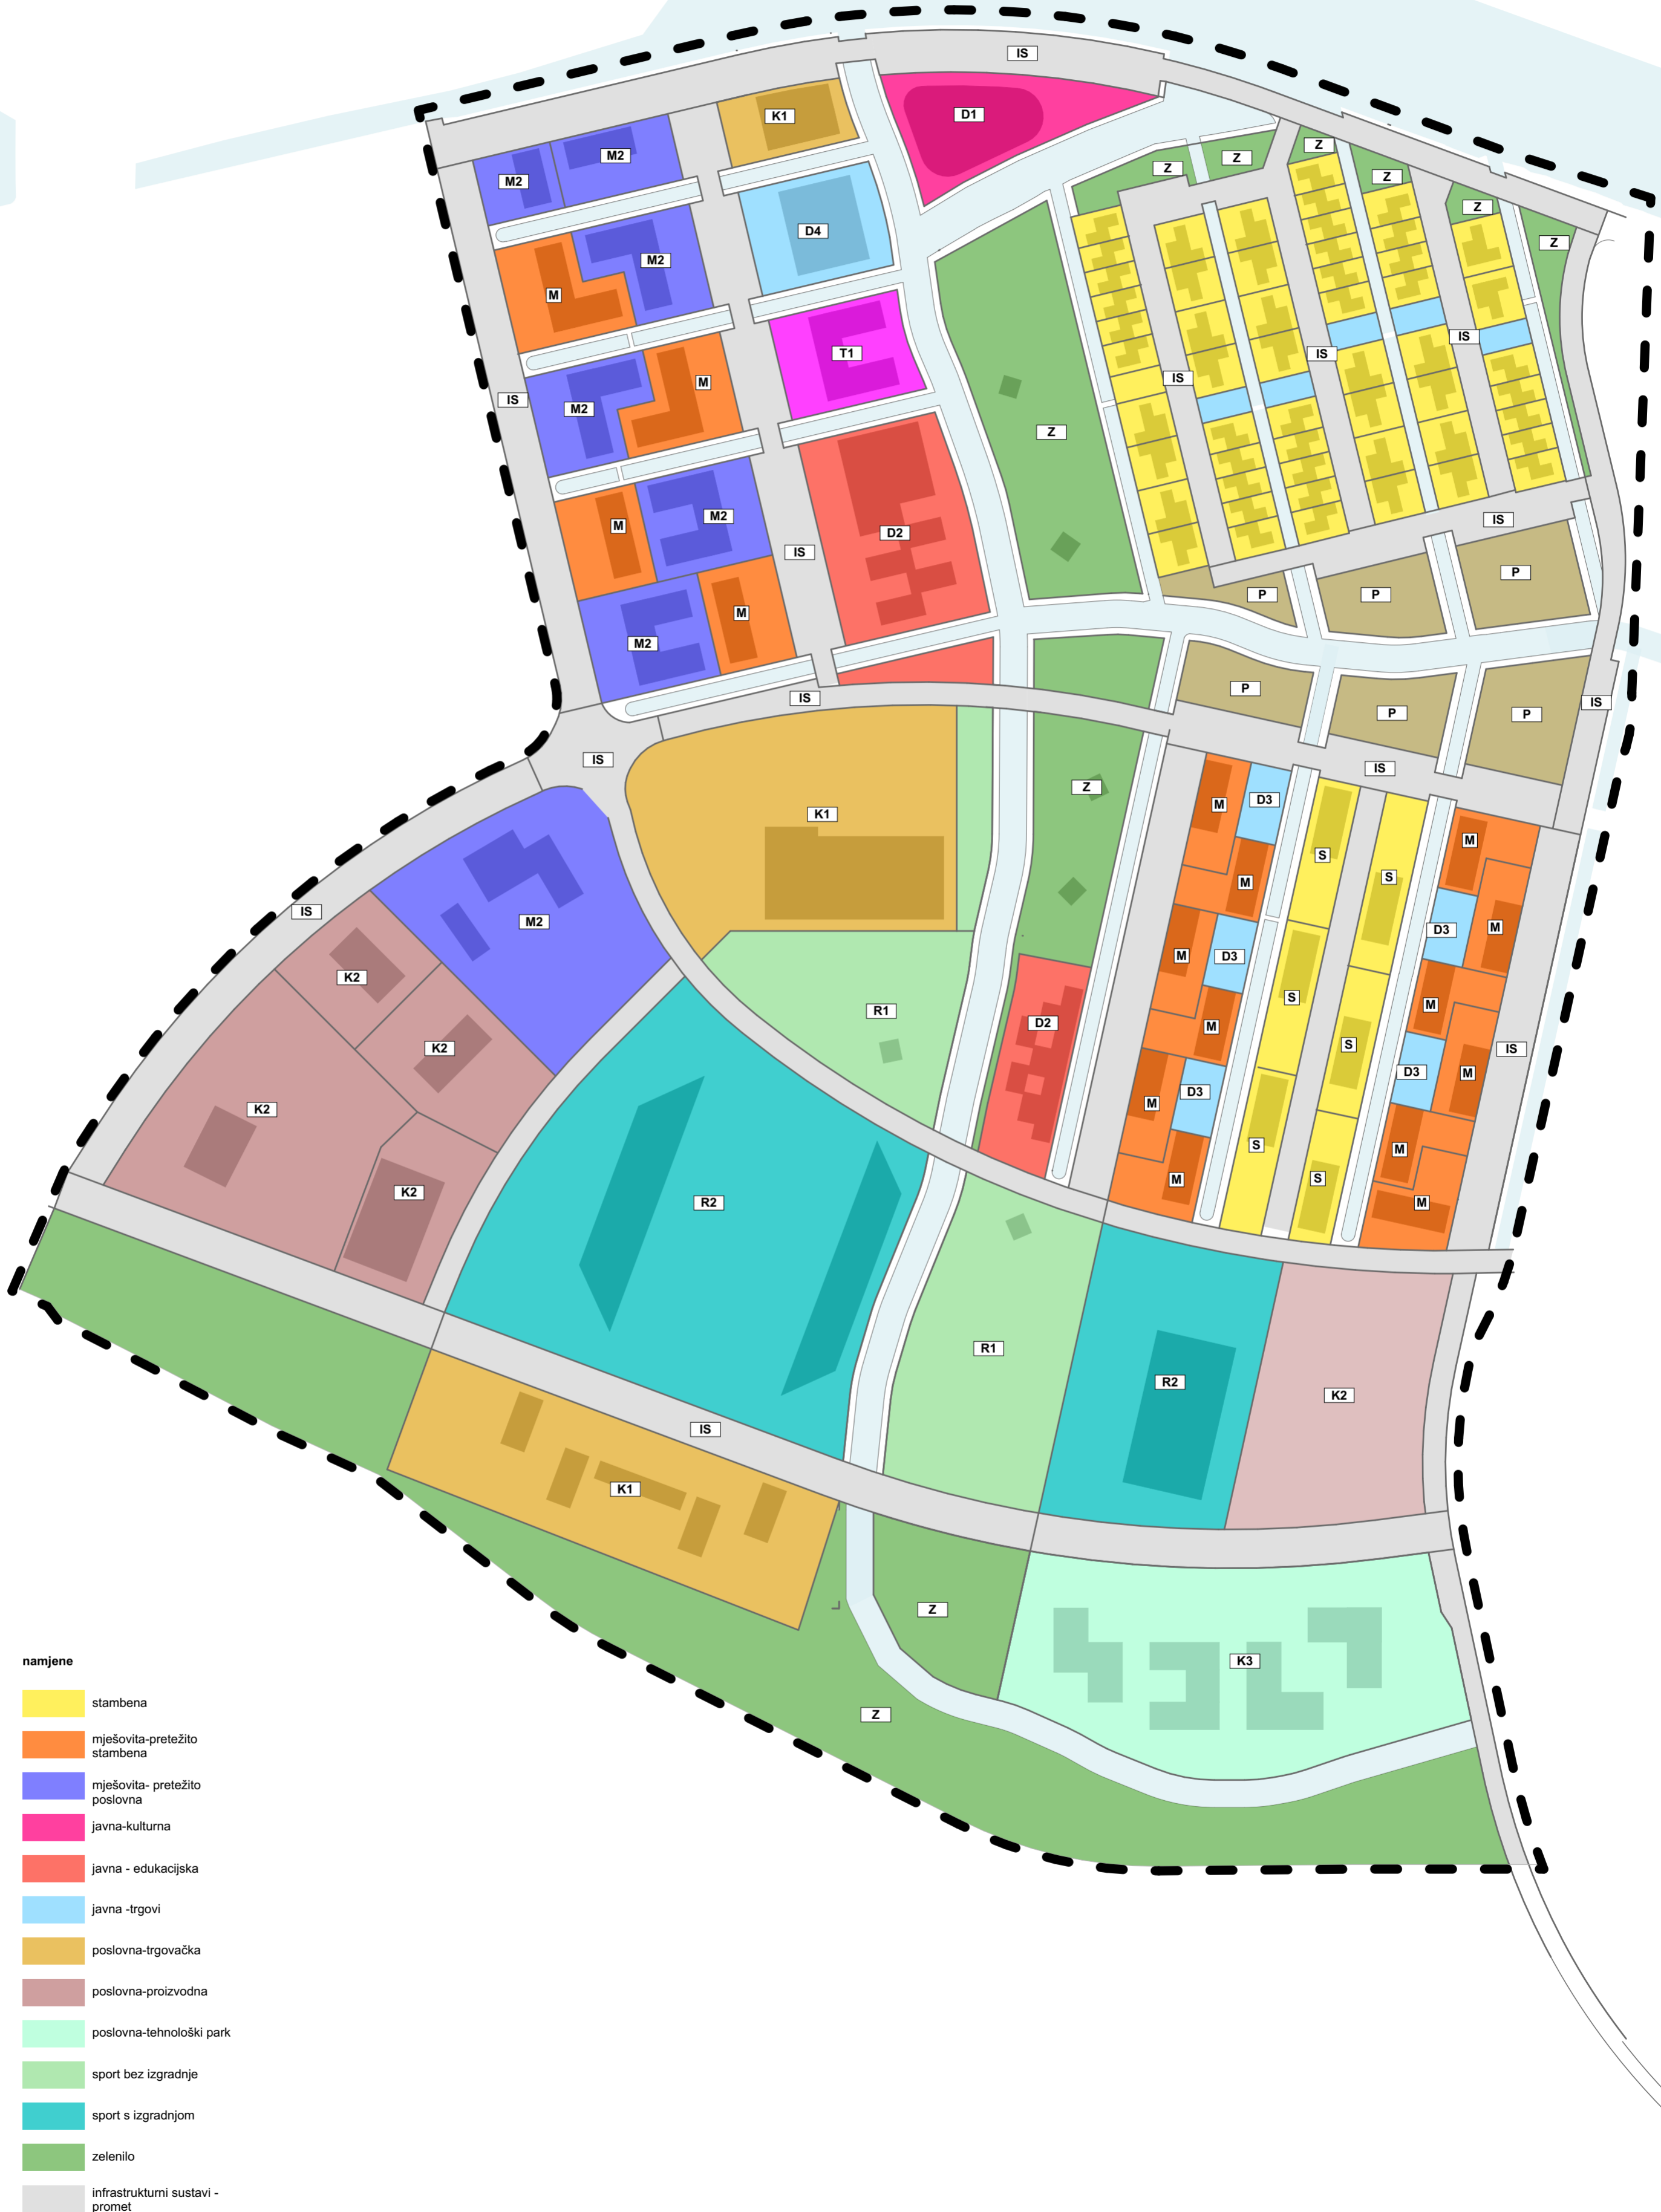 IS
K1
D1
M2
Z
Z
Z
M2
Z
Z
D4
Z
M2
M
IS
T1
IS
IS
M
IS
M2
Z
M2
IS
M
D2
IS
P
P
P
M
M2
P
IS
IS
P
P
IS
IS
Z
D3
M
K1
M
S
S
M
M2
IS
D3
M
M
D3
K2
S
M
R1
D2
M
S
K2
IS
D3
M
D3
M
K2
S
M
M
K2
R2
S
M
R1
R2
K2
IS
K1
Z
K3
Z
namjene
stambena
mješovita-pretežito
stambena
mješovita- pretežito
poslovna
javna-kulturna
javna - edukacijska
javna -trgovi
poslovna-trgovačka
poslovna-proizvodna
poslovna-tehnološki park
sport bez izgradnje
sport s izgradnjom
zelenilo
infrastrukturni sustavi -
promet